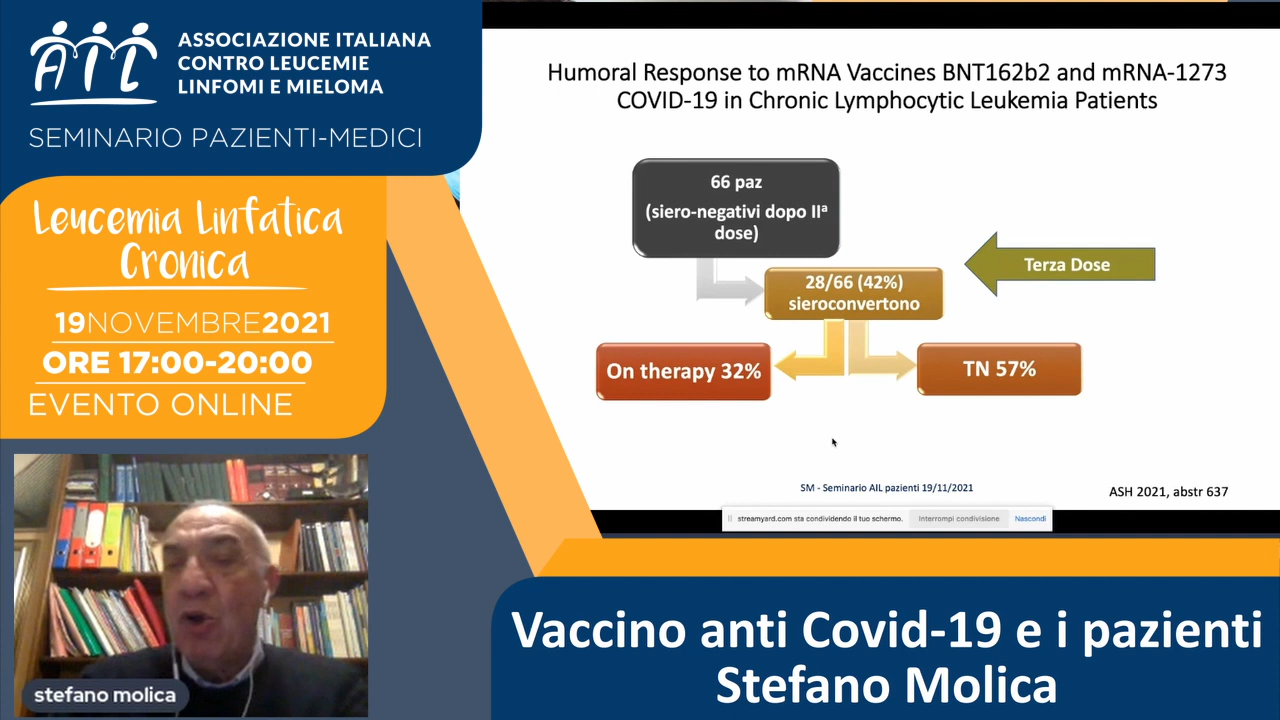 AIL
ASSOCIAZIONE ITALIANA
CONTRO LEUCEMIE
LINFOMI E MIELOMA
SEMINARIO PAZIENTI-MEDICI
Leucemia Linfatica
Cronica
19NOVEMBRE2021
ORE 17:00-20:00
EVENTO ONLINE
stefano molica
Humoral Response to mRNA Vaccines BNT162b2 and mRNA-1273
COVID-19 in Chronic Lymphocytic Leukemia Patients
66 paz
(siero-negativi dopo IIª
dose)
Terza Dose
28/66 (42%)
sieroconvertono
On therapy 32%
TN 57%
SM - Seminario AIL pazienti 19/11/2021
ASH 2021, abstr 637
streamyard.com sta condividendo il tuo schermo.
Interrompi condivisione
Nascondi
Vaccino anti Covid-19 e i pazienti
Stefano Molica